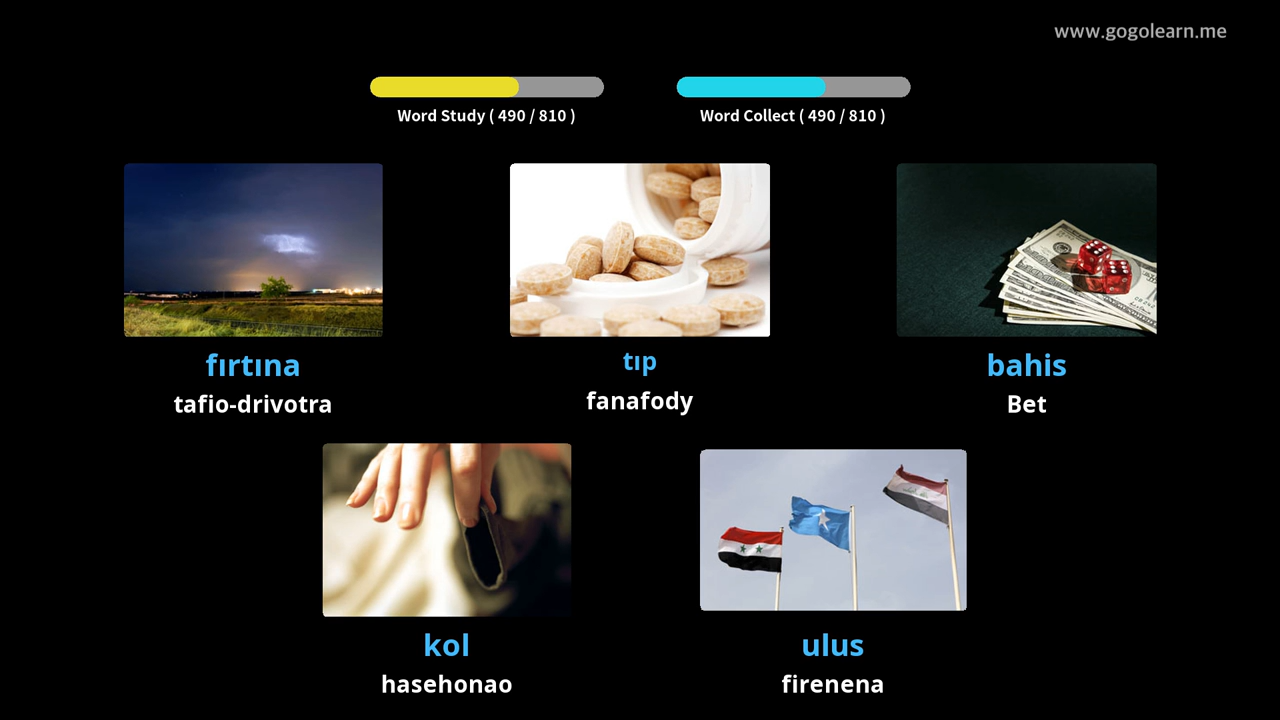 www.gogolearn.me
Word Study ( 490 / 810 )
Word Collect ( 490 / 810 )
fırtına
tafio-drivotra
tıp
fanafody
bahis
Bet
kol
hasehonao
ulus
firenena